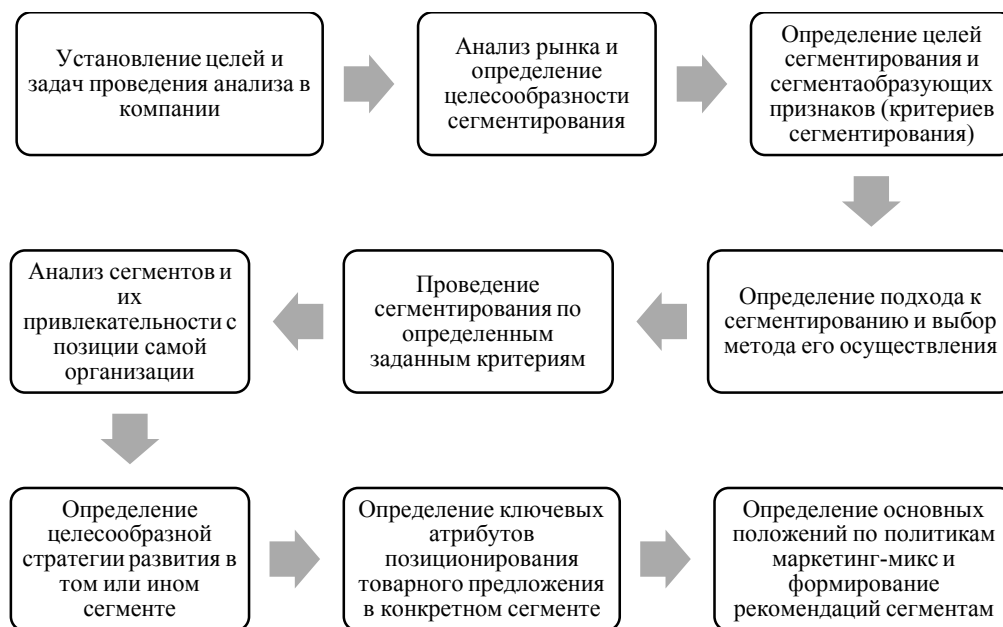 Установление целей и
задач проведения анализа в
компании
Анализ рынка и
определение
целесообразности
сегментирования
Определение целей
сегментирования и
сегментаобразующих
признаков (критериев
сегментирования)
Определение подхода к
сегментированию и выбор
метода его осуществления
Проведение
сегментирования по
определенным
заданным критериям
Анализ сегментов и
их
привлекательности с
позиции самой
организации
Определение
целесообразной
стратегии развития в
том или ином
сегменте
Определение ключевых
атрибутов
позиционирования
товарного предложения
в конкретном сегменте
Определение основных
положений по политикам
маркетинг-микс и
формирование
рекомендаций сегментам